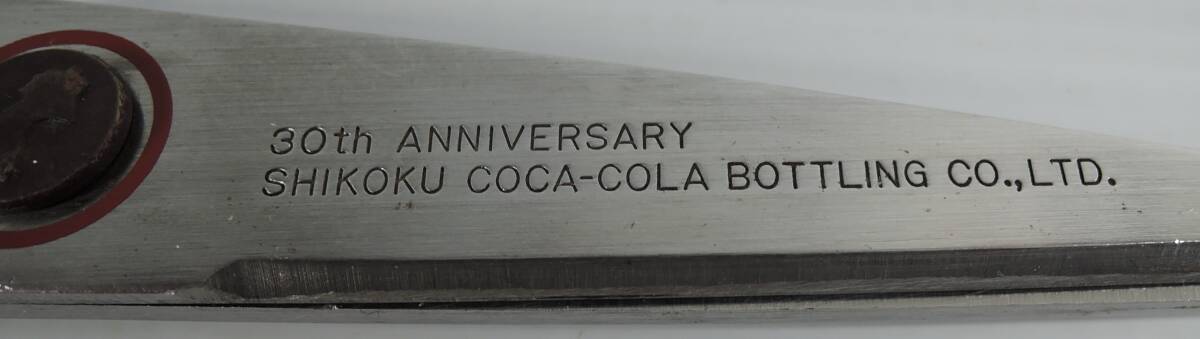 30th ANNIVERSARY
SHIKOKU COCA-COLA BOTTLING CO.,LTD.